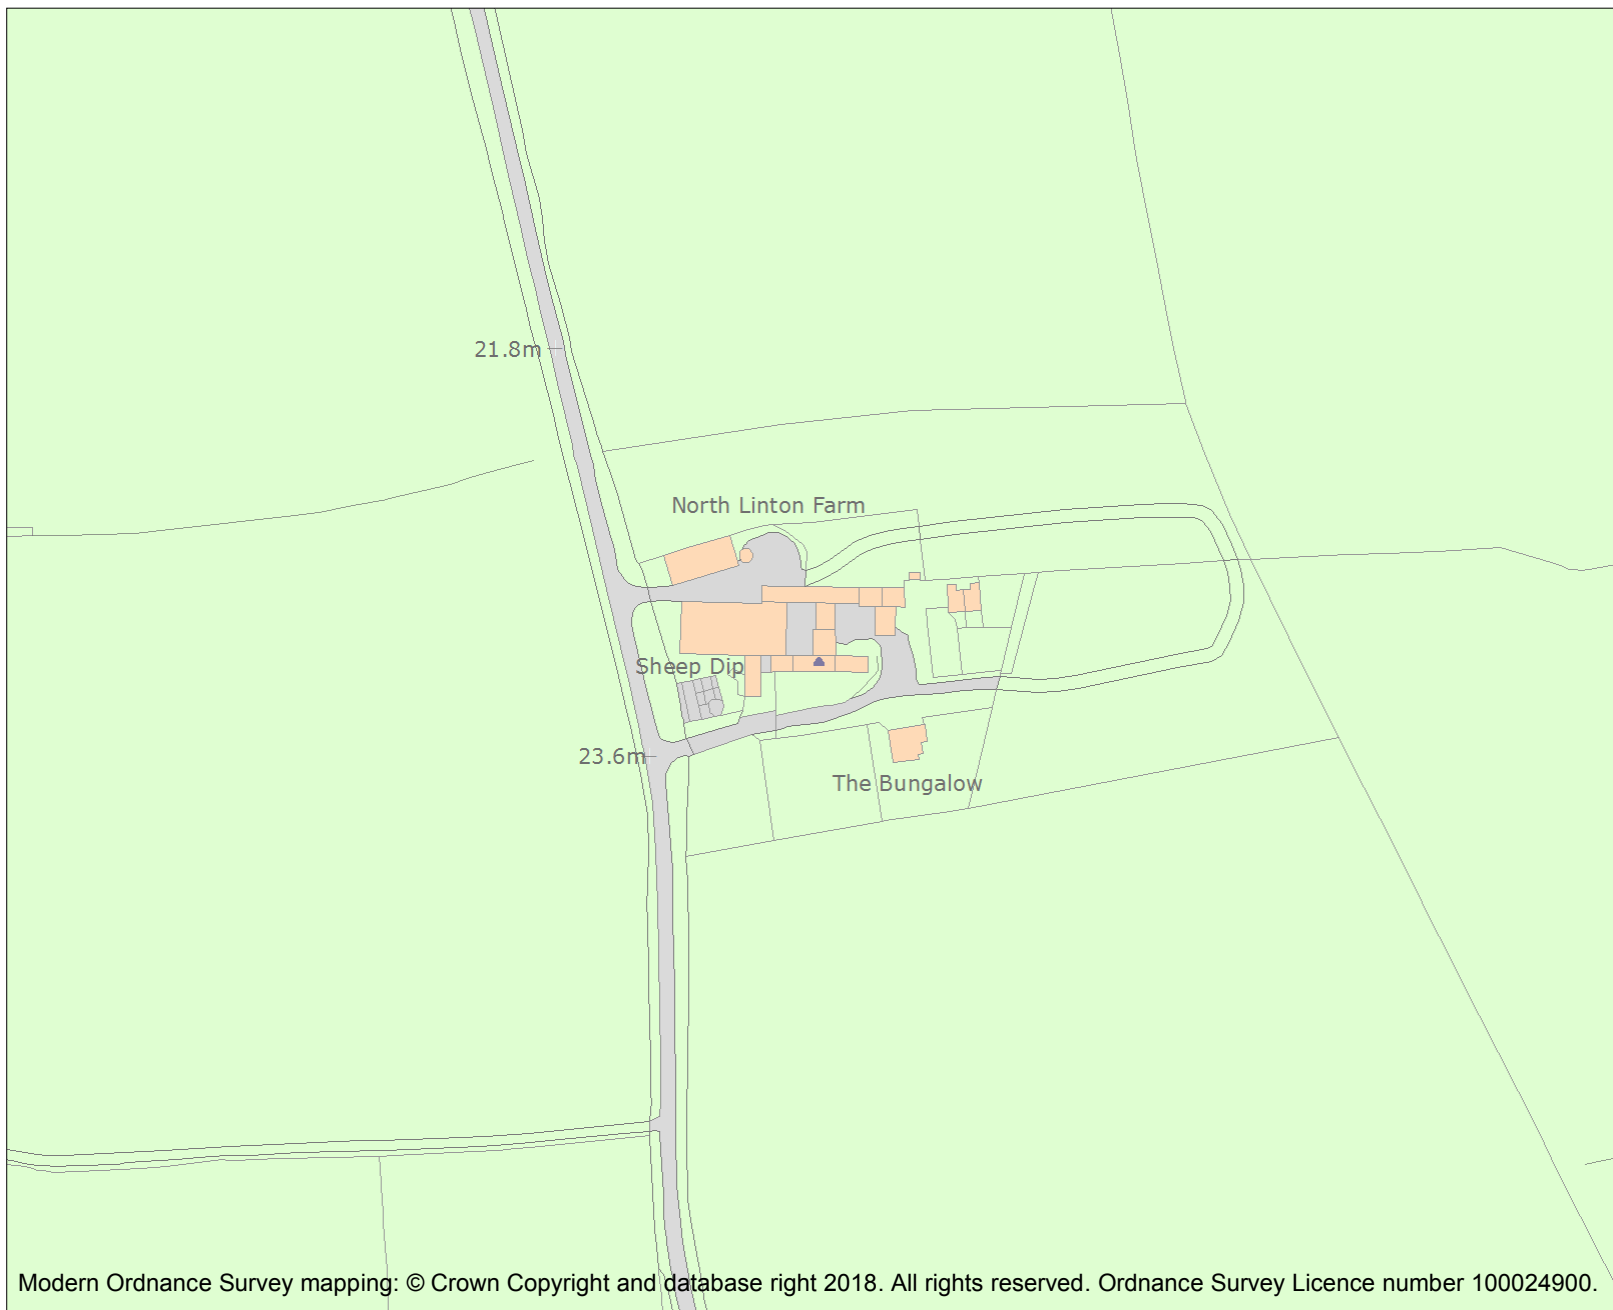 21.8m
North Linton Farm
Sheep Dip
23.6m
The Bungalow
Modern Ordnance Survey mapping: © Crown Copyright and database right 2018. All rights reserved. Ordnance Survey Licence number 100024900.